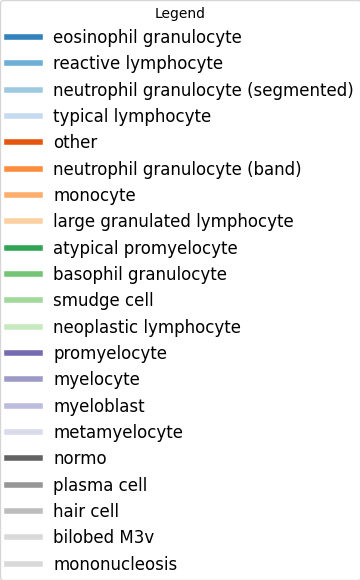 Legend
eosinophil granulocyte
reactive lymphocyte
neutrophil granulocyte (segmented)
typical lymphocyte
other
neutrophil granulocyte (band)
monocyte
large granulated lymphocyte
atypical promyelocyte
basophil granulocyte
smudge cell
neoplastic lymphocyte
promyelocyte
myelocyte
myeloblast
metamyelocyte
normo
plasma cell
hair cell
bilobed M3v
mononucleosis